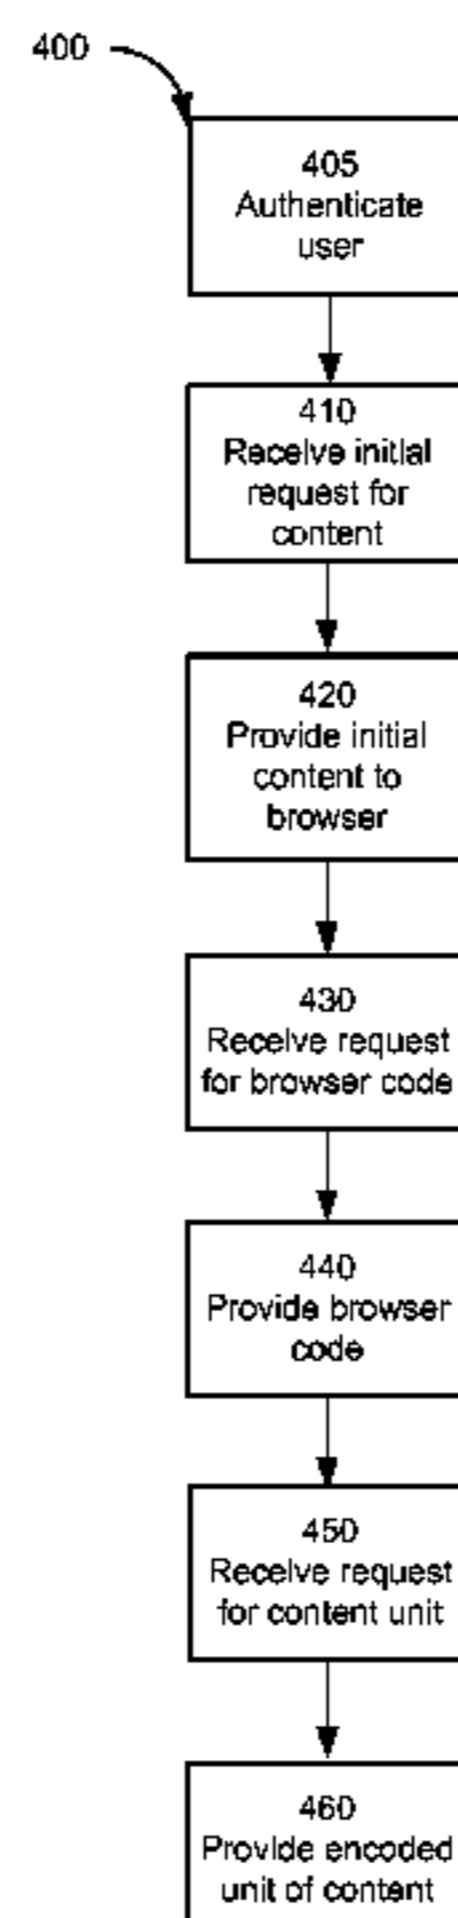 400
405
Authenticate
user
410
Receive initial
request for
content
420
Provide initial
content to
browser
430
Receive request
for browser code
440
Provide browser
code
450
Receive request
for content unit
460
Provide encoded
unit of content